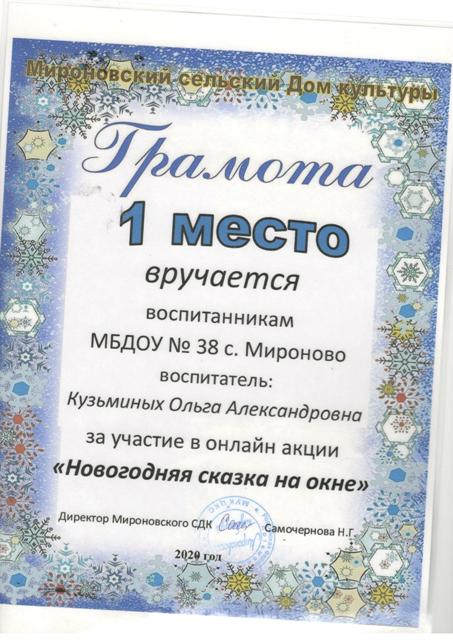 Мироновский сельский Дом культуры
Грамота
1 место
вручается
воспитанникам
МБДОУ № 38 с. Мироново
воспитатель:
Кузьминых Ольга Александровна
за участие в онлайн акции
«Новогодняя сказка на окне»
Директор Мироновского СДК Самочернова Н.Г.
2020 год